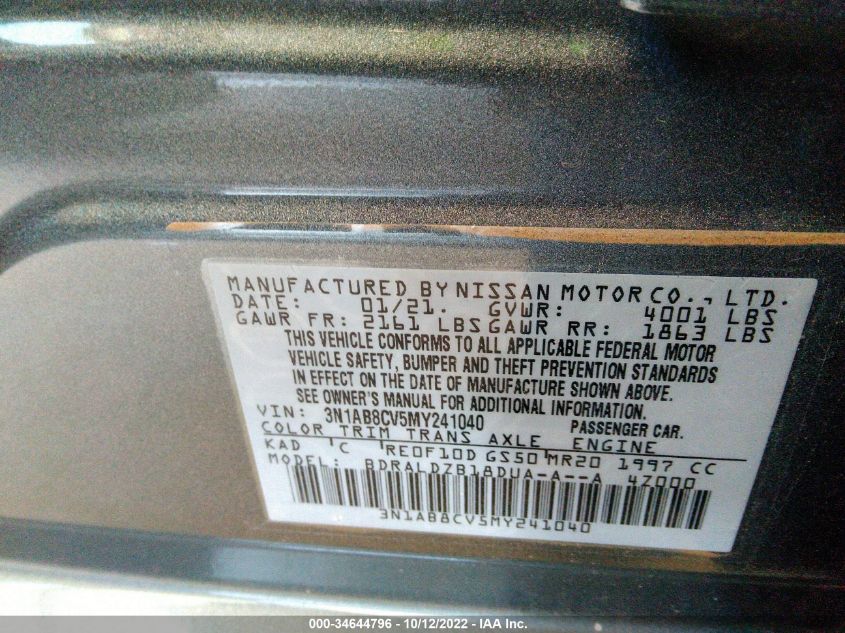 MANUFACTURED BY NISSAN MOTOR CO., LTD.
DATE: 01/21. GVWR: 4001 LBS
GAWR FR: 2161 LBS GAWR RR: 1863 LBS
THIS VEHICLE CONFORMS TO ALL APPLICABLE FEDERAL MOTOR
VEHICLE SAFETY, BUMPER AND THEFT PREVENTION STANDARDS
IN EFFECT ON THE DATE OF MANUFACTURE SHOWN ABOVE.
SEE OWNER'S MANUAL FOR ADDITIONAL INFORMATION.
VIN: 3N1AB8CV5MY241040 PASSENGER CAR.
COLOR TRIM TRANS AXLE ENGINE
KAD C RE0F10D GS50 MR20 1997 CC
MODEL: BDRALDZB18DUA-A--A 4Z000
3N1AB8CV5MY241040
000-34644796 - 10/12/2022 - IAA Inc.